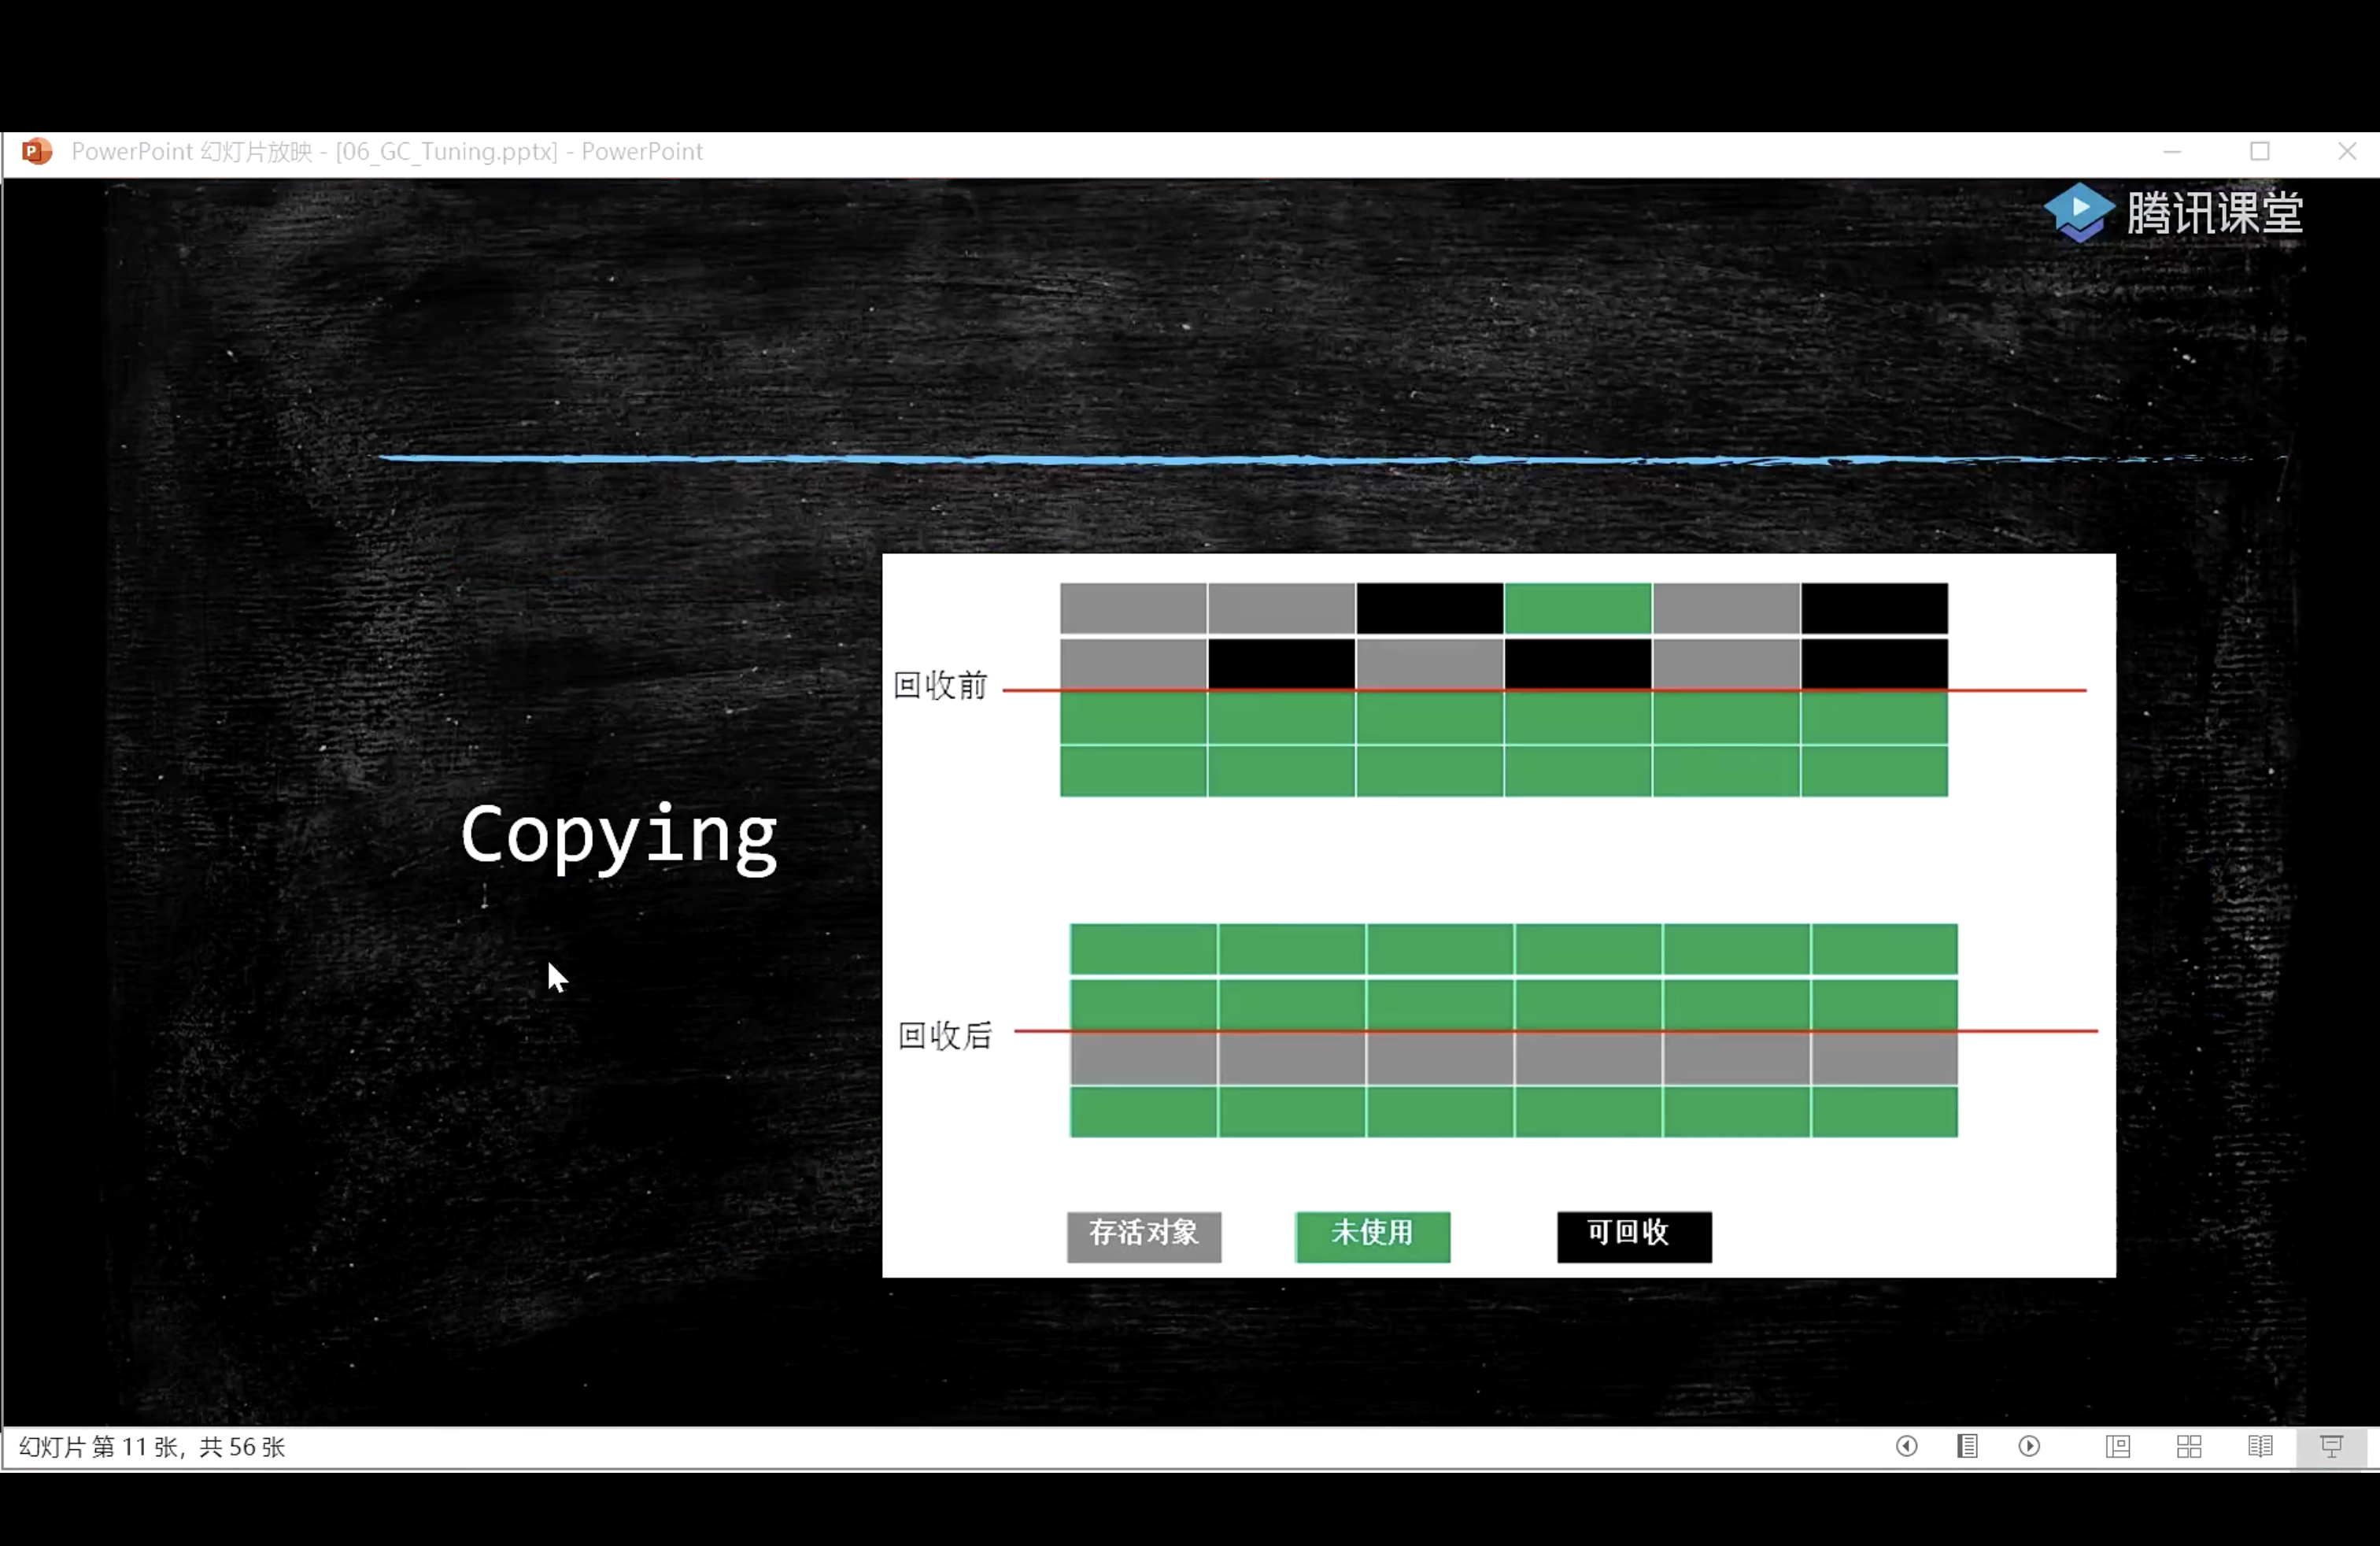 PowerPoint 幻灯片放映 - [06_GC_Tuning.pptx] - PowerPoint
腾讯课堂
回收前
Copying
回收后
存活对象 未使用 可回收
幻灯片 第 11 张，共 56 张